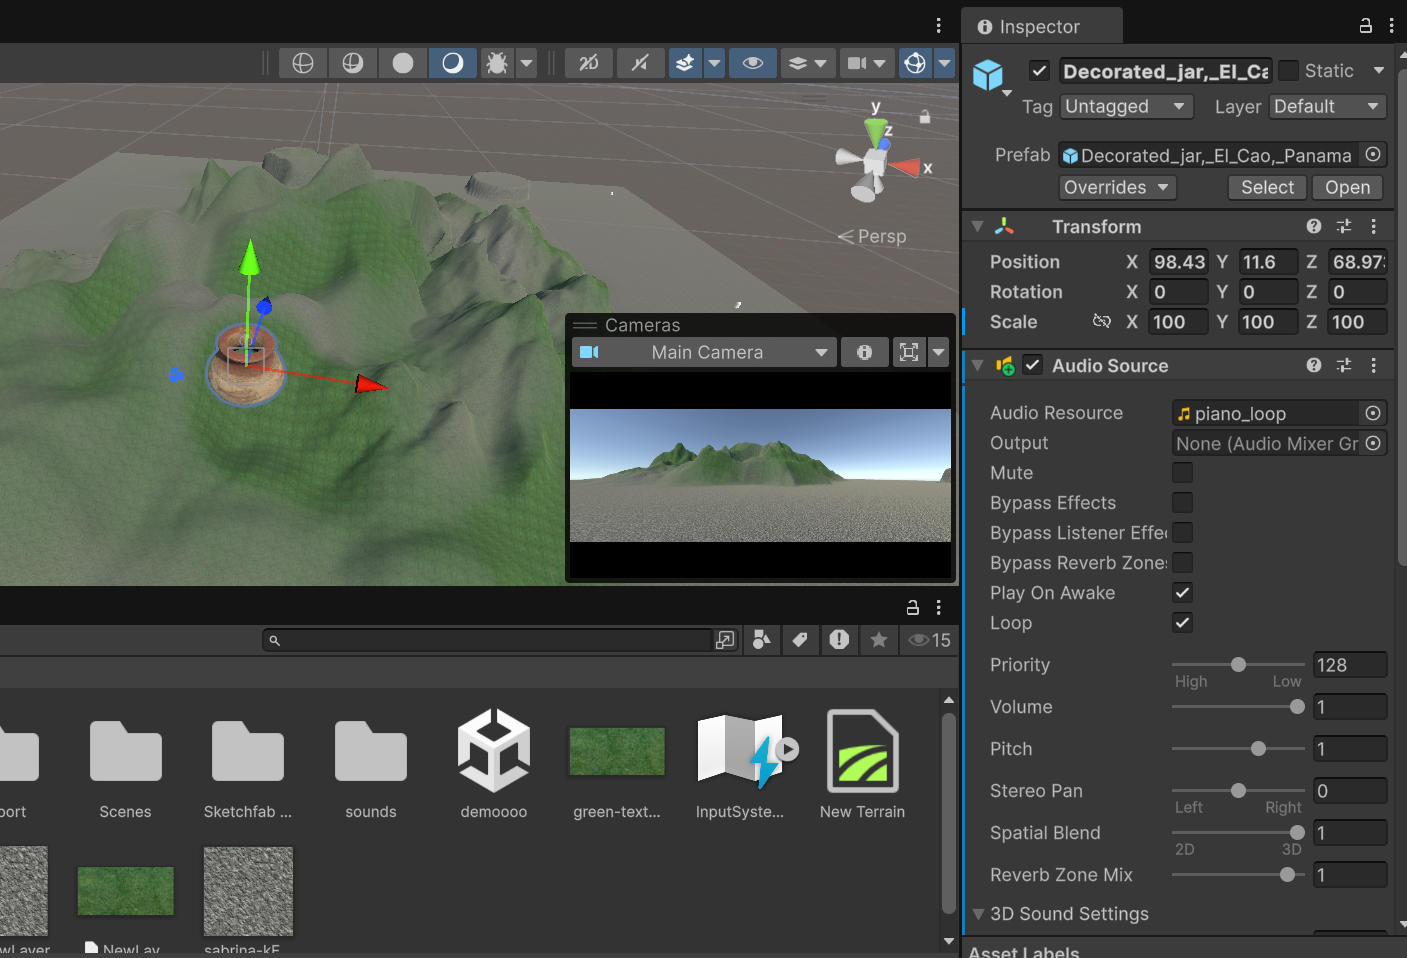 Inspector
2D
Decorated_jar,_El_Ca
Static
Tag
Untagged
Layer
Default
Prefab
Decorated_jar,_El_Cao,_Panama
Overrides
Select
Open
y
z
x
Persp
Transform
Position
X
98.43
Y
11.6
Z
68.97
Rotation
X
0
Y
0
Z
0
Scale
X
100
Y
100
Z
100
Cameras
Main Camera
Audio Source
Audio Resource
piano_loop
Output
None (Audio Mixer Gr
Mute
Bypass Effects
Bypass Listener Effe
Bypass Reverb Zone
Play On Awake
Loop
Priority
128
High
Low
Volume
1
Pitch
1
Stereo Pan
0
Left
Right
Spatial Blend
1
2D
3D
Reverb Zone Mix
1
3D Sound Settings
Asset Labels
15
port
Scenes
Sketchfab ...
sounds
demoooo
green-text...
InputSyste...
New Terrain
wLayer
NewLay
sabrina-kF